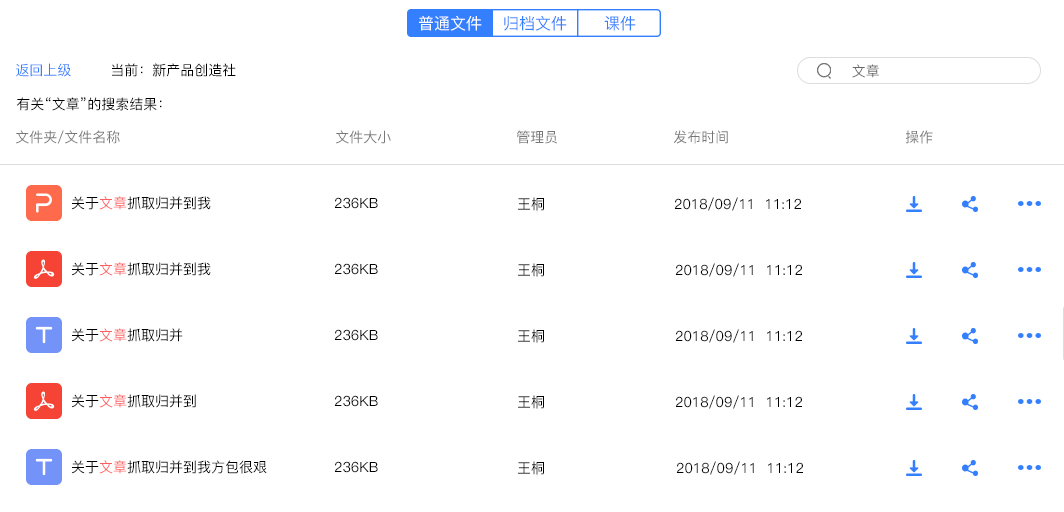 普通文件 归档文件 课件
返回上级 当前：新产品创造社 文章
有关“文章”的搜索结果：
文件夹/文件名称 文件大小 管理员 发布时间 操作
关于文章抓取归并到我 236KB 王桐 2018/09/11 11:12
关于文章抓取归并到我 236KB 王桐 2018/09/11 11:12
T 关于文章抓取归并 236KB 王桐 2018/09/11 11:12
关于文章抓取归并到 236KB 王桐 2018/09/11 11:12
T 关于文章抓取归并到我方包很艰 236KB 王桐 2018/09/11 11:12